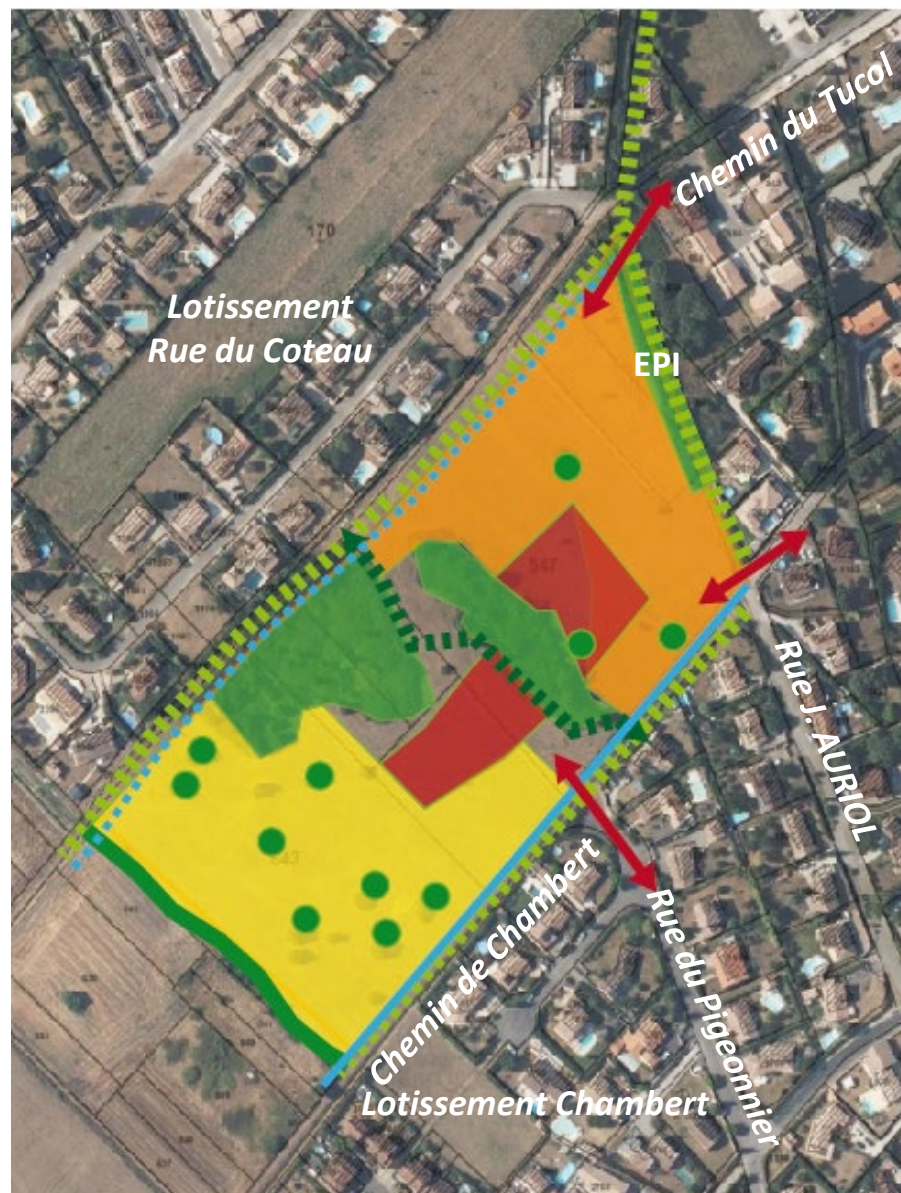 Chemin du Tucol
170
Lotissement
Rue du Coteau
EPI
547
Rue J. AURIOL
Chemin de Chambert
Rue du Pigeonnier
Lotissement Chambert